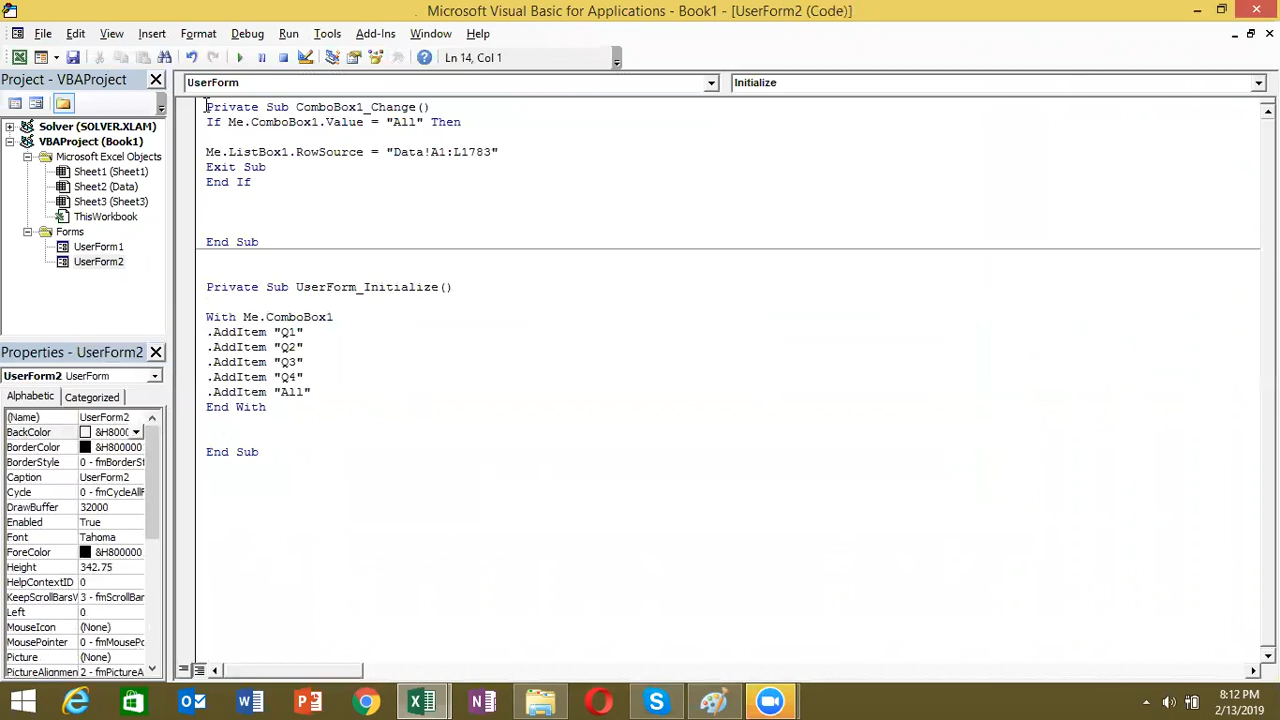 Microsoft Visual Basic for Applications - Book1 - [UserForm2 (Code)]
File Edit View Insert Format Debug Run Tools Add-Ins Window Help
Ln 14, Col 1
Project - VBAProject
UserForm
Initialize
Solver (SOLVER.XLAM)
VBAProject (Book1)
Microsoft Excel Objects
Sheet1 (Sheet1)
Sheet2 (Data)
Sheet3 (Sheet3)
ThisWorkbook
Forms
UserForm1
UserForm2
Private Sub ComboBox1_Change()
If Me.ComboBox1.Value = "All" Then
Me.ListBox1.RowSource = "Data!A1:L1783"
Exit Sub
End If
End Sub
Private Sub UserForm_Initialize()
With Me.ComboBox1
.AddItem "Q1"
.AddItem "Q2"
.AddItem "Q3"
.AddItem "Q4"
.AddItem "All"
End With
End Sub
Properties - UserForm2
UserForm2 UserForm
Alphabetic Categorized
(Name) UserForm2
BackColor &H800(
BorderColor &H800000
BorderStyle 0 - fmBorderSt
Caption UserForm2
Cycle 0 - fmCycleAllF
DrawBuffer 32000
Enabled True
Font Tahoma
ForeColor &H800000
Height 342.75
HelpContextID 0
KeepScrollBarsV 3 - fmScrollBar
Left 0
MouseIcon (None)
MousePointer 0 - fmMousePo
Picture (None)
PictureAlignmen 2 - fmPictureA
8:12 PM
2/13/2019